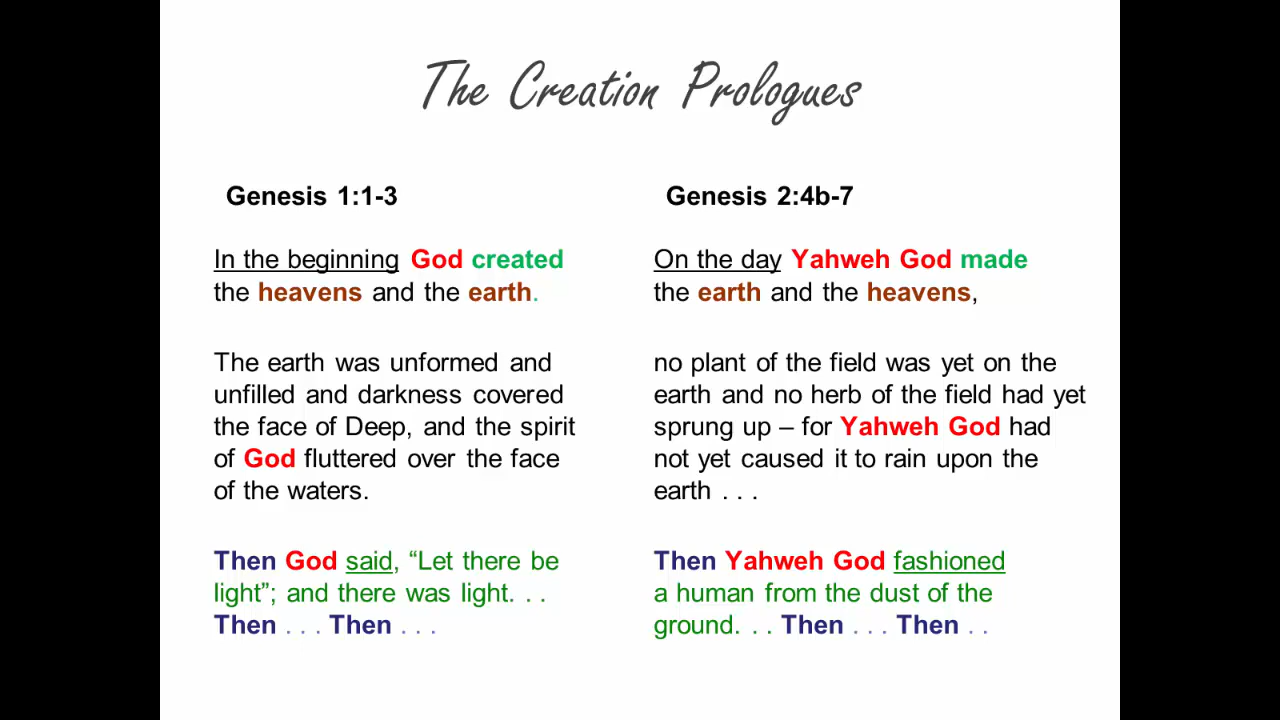 The Creation Prologues
Genesis 1:1-3
In the beginning God created
the heavens and the earth.
The earth was unformed and
unfilled and darkness covered
the face of Deep, and the spirit
of God fluttered over the face
of the waters.
Then God said, “Let there be
light”; and there was light. . .
Then . . . Then . . .
Genesis 2:4b-7
On the day Yahweh God made
the earth and the heavens,
no plant of the field was yet on the
earth and no herb of the field had yet
sprung up – for Yahweh God had
not yet caused it to rain upon the
earth . . .
Then Yahweh God fashioned
a human from the dust of the
ground. . . Then . . . Then . .